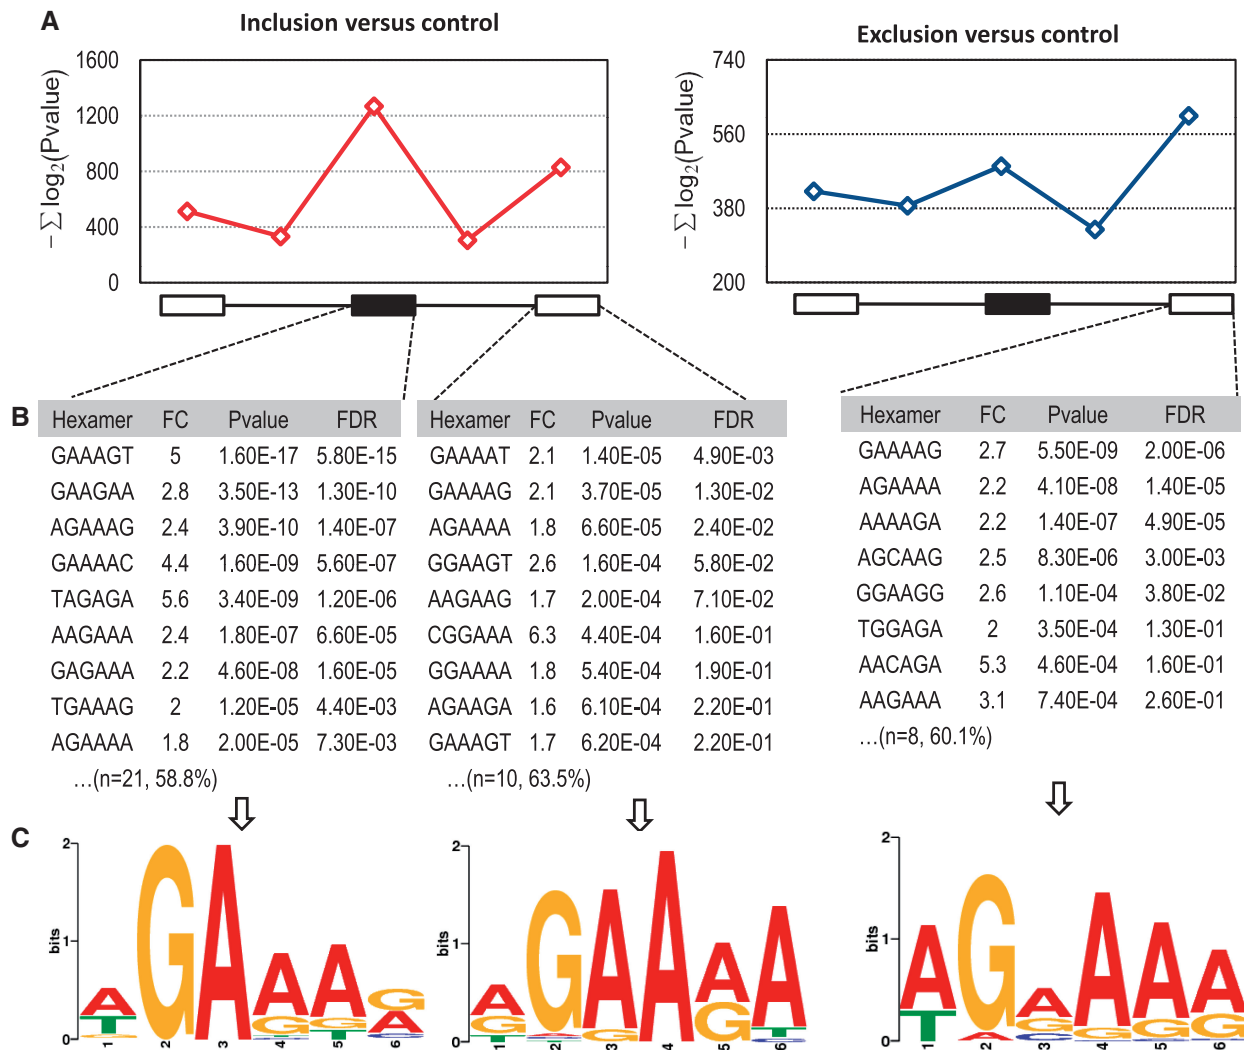 A
Inclusion versus control
Exclusion versus control
− Σ log2(Pvalue)
1600
1200
800
400
0
− Σ log2(Pvalue)
740
560
380
200
B
Hexamer FC Pvalue FDR
GAAAGT 5 1.60E-17 5.80E-15
GAAGAA 2.8 3.50E-13 1.30E-10
AGAAAG 2.4 3.90E-10 1.40E-07
GAAAAC 4.4 1.60E-09 5.60E-07
TAGAGA 5.6 3.40E-09 1.20E-06
AAGAAA 2.4 1.80E-07 6.60E-05
GAGAAA 2.2 4.60E-08 1.60E-05
TGAAAG 2 1.20E-05 4.40E-03
AGAAAA 1.8 2.00E-05 7.30E-03
...(n=21, 58.8%)
Hexamer FC Pvalue FDR
GAAAAT 2.1 1.40E-05 4.90E-03
GAAAAG 2.1 3.70E-05 1.30E-02
AGAAAA 1.8 6.60E-05 2.40E-02
GGAAGT 2.6 1.60E-04 5.80E-02
AAGAAG 1.7 2.00E-04 7.10E-02
CGGAAA 6.3 4.40E-04 1.60E-01
GGAAAA 1.8 5.40E-04 1.90E-01
AGAAGA 1.6 6.10E-04 2.20E-01
GAAAGT 1.7 6.20E-04 2.20E-01
...(n=10, 63.5%)
Hexamer FC Pvalue FDR
GAAAAG 2.7 5.50E-09 2.00E-06
AGAAAA 2.2 4.10E-08 1.40E-05
AAAAGA 2.2 1.40E-07 4.90E-05
AGCAAG 2.5 8.30E-06 3.00E-03
GGAAGG 2.6 1.10E-04 3.80E-02
TGGAGA 2 3.50E-04 1.30E-01
AACAGA 5.3 4.60E-04 1.60E-01
AAGAAA 3.1 7.40E-04 2.60E-01
...(n=8, 60.1%)
C
bits
2
1
0
A G A A A G
T G G A
1 2 3 4 5 6
bits
2
1
0
A G A A A A
G G G T
T
1 2 3 4 5 6
bits
2
1
0
A G A A A A
T A G G G G
1 2 3 4 5 6